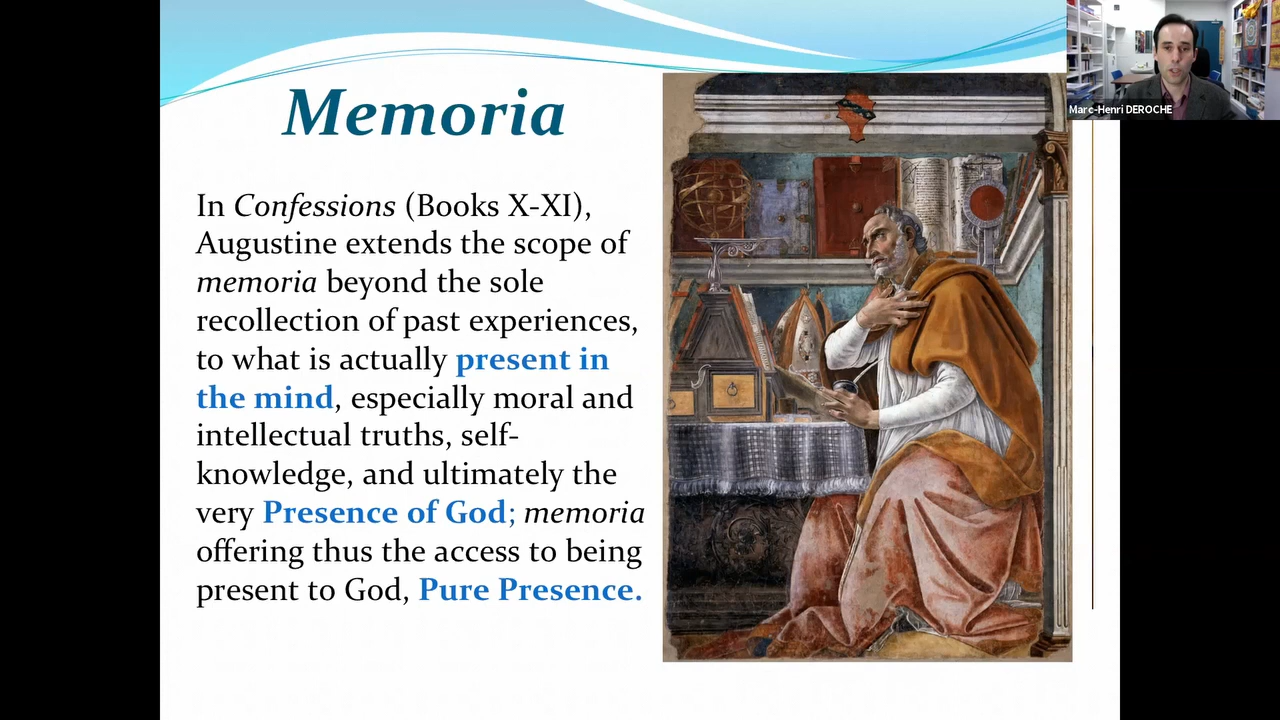 Memoria
In Confessions (Books X-XI),
Augustine extends the scope of
memoria beyond the sole
recollection of past experiences,
to what is actually present in
the mind, especially moral and
intellectual truths, self-
knowledge, and ultimately the
very Presence of God; memoria
offering thus the access to being
present to God, Pure Presence.
Marc-Henri DEROCHE